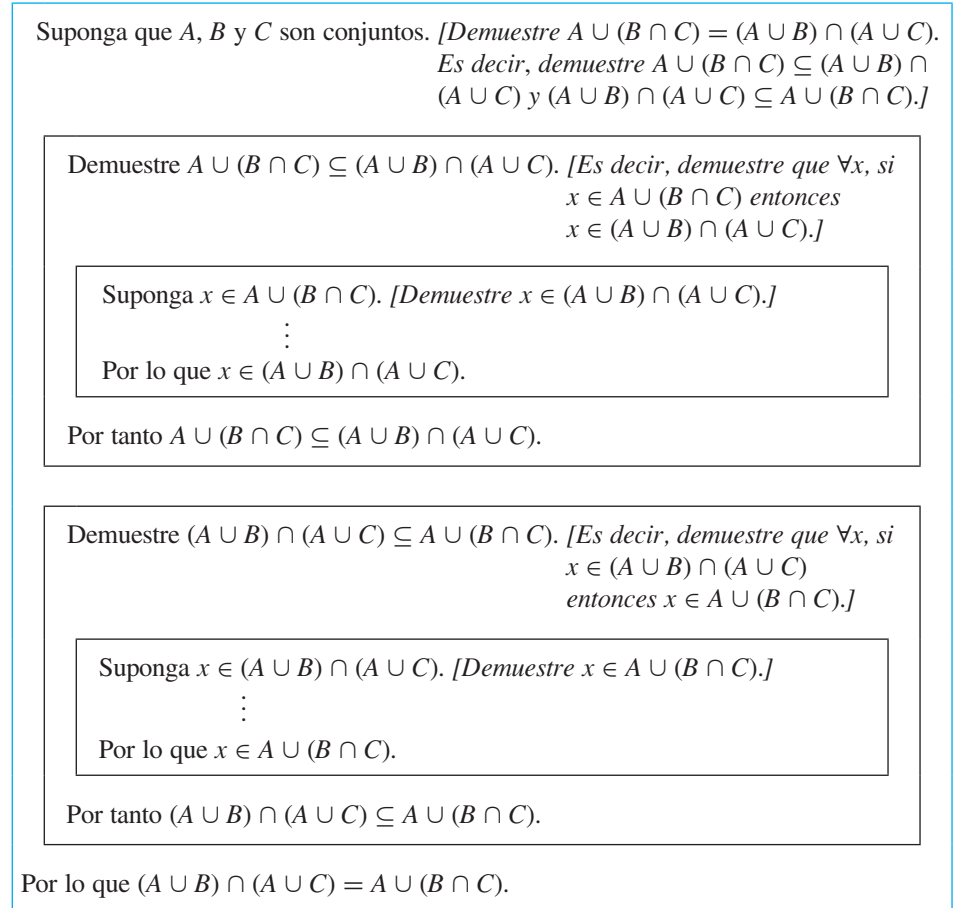 Suponga que A, B y C son conjuntos. [Demuestre A ∪ (B ∩ C) = (A ∪ B) ∩ (A ∪ C).
Es decir, demuestre A ∪ (B ∩ C) ⊆ (A ∪ B) ∩
(A ∪ C) y (A ∪ B) ∩ (A ∪ C) ⊆ A ∪ (B ∩ C).]
Demuestre A ∪ (B ∩ C) ⊆ (A ∪ B) ∩ (A ∪ C). [Es decir, demuestre que ∀x, si
x ∈ A ∪ (B ∩ C) entonces
x ∈ (A ∪ B) ∩ (A ∪ C).]
Suponga x ∈ A ∪ (B ∩ C). [Demuestre x ∈ (A ∪ B) ∩ (A ∪ C).]
⋮
Por lo que x ∈ (A ∪ B) ∩ (A ∪ C).
Por tanto A ∪ (B ∩ C) ⊆ (A ∪ B) ∩ (A ∪ C).
Demuestre (A ∪ B) ∩ (A ∪ C) ⊆ A ∪ (B ∩ C). [Es decir, demuestre que ∀x, si
x ∈ (A ∪ B) ∩ (A ∪ C)
entonces x ∈ A ∪ (B ∩ C).]
Suponga x ∈ (A ∪ B) ∩ (A ∪ C). [Demuestre x ∈ A ∪ (B ∩ C).]
⋮
Por lo que x ∈ A ∪ (B ∩ C).
Por tanto (A ∪ B) ∩ (A ∪ C) ⊆ A ∪ (B ∩ C).
Por lo que (A ∪ B) ∩ (A ∪ C) = A ∪ (B ∩ C).